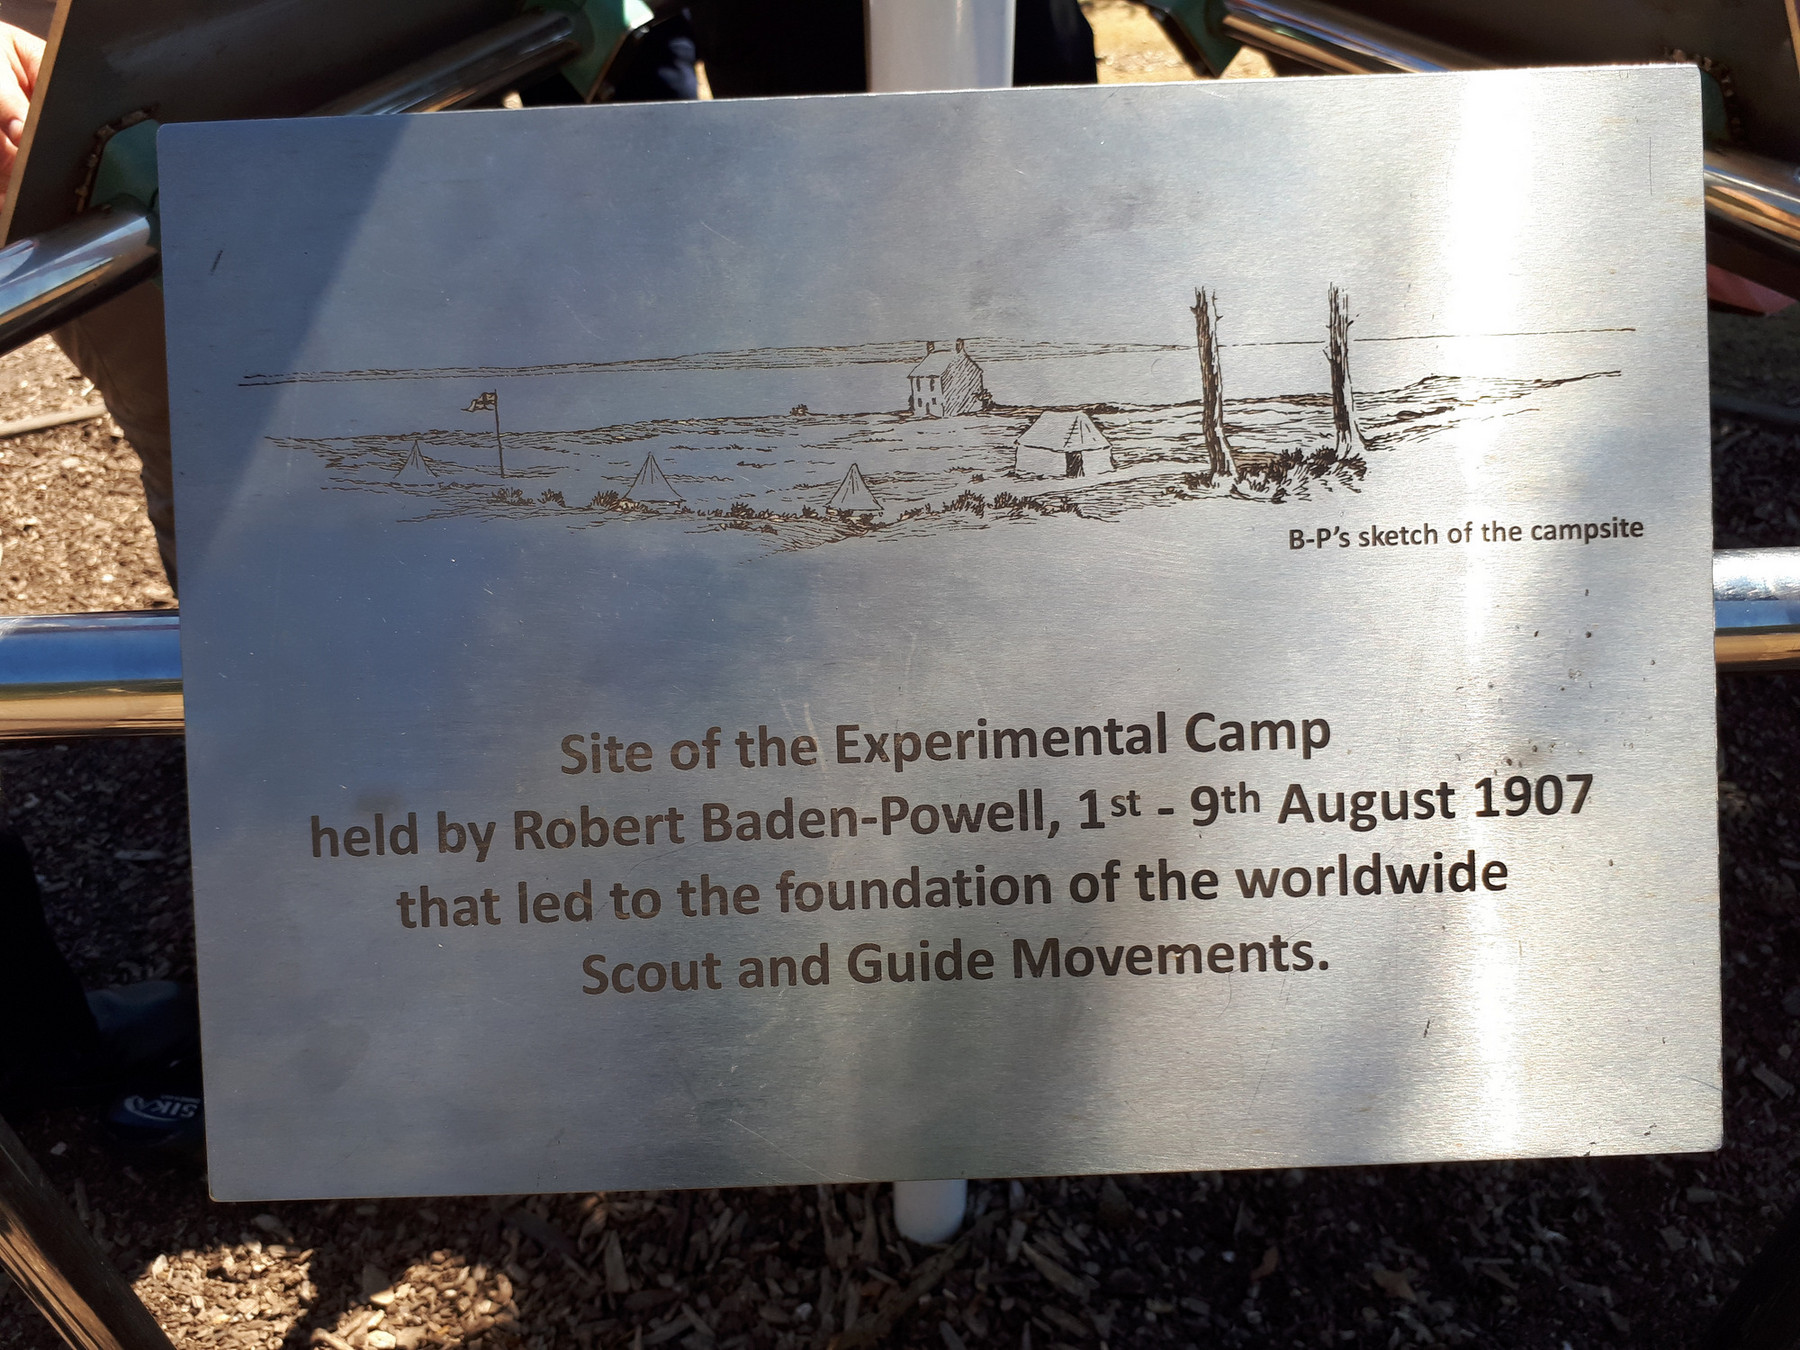 B-P's sketch of the campsite
Site of the Experimental Camp
held by Robert Baden-Powell, 1st - 9th August 1907
that led to the foundation of the worldwide
Scout and Guide Movements.
SIKA